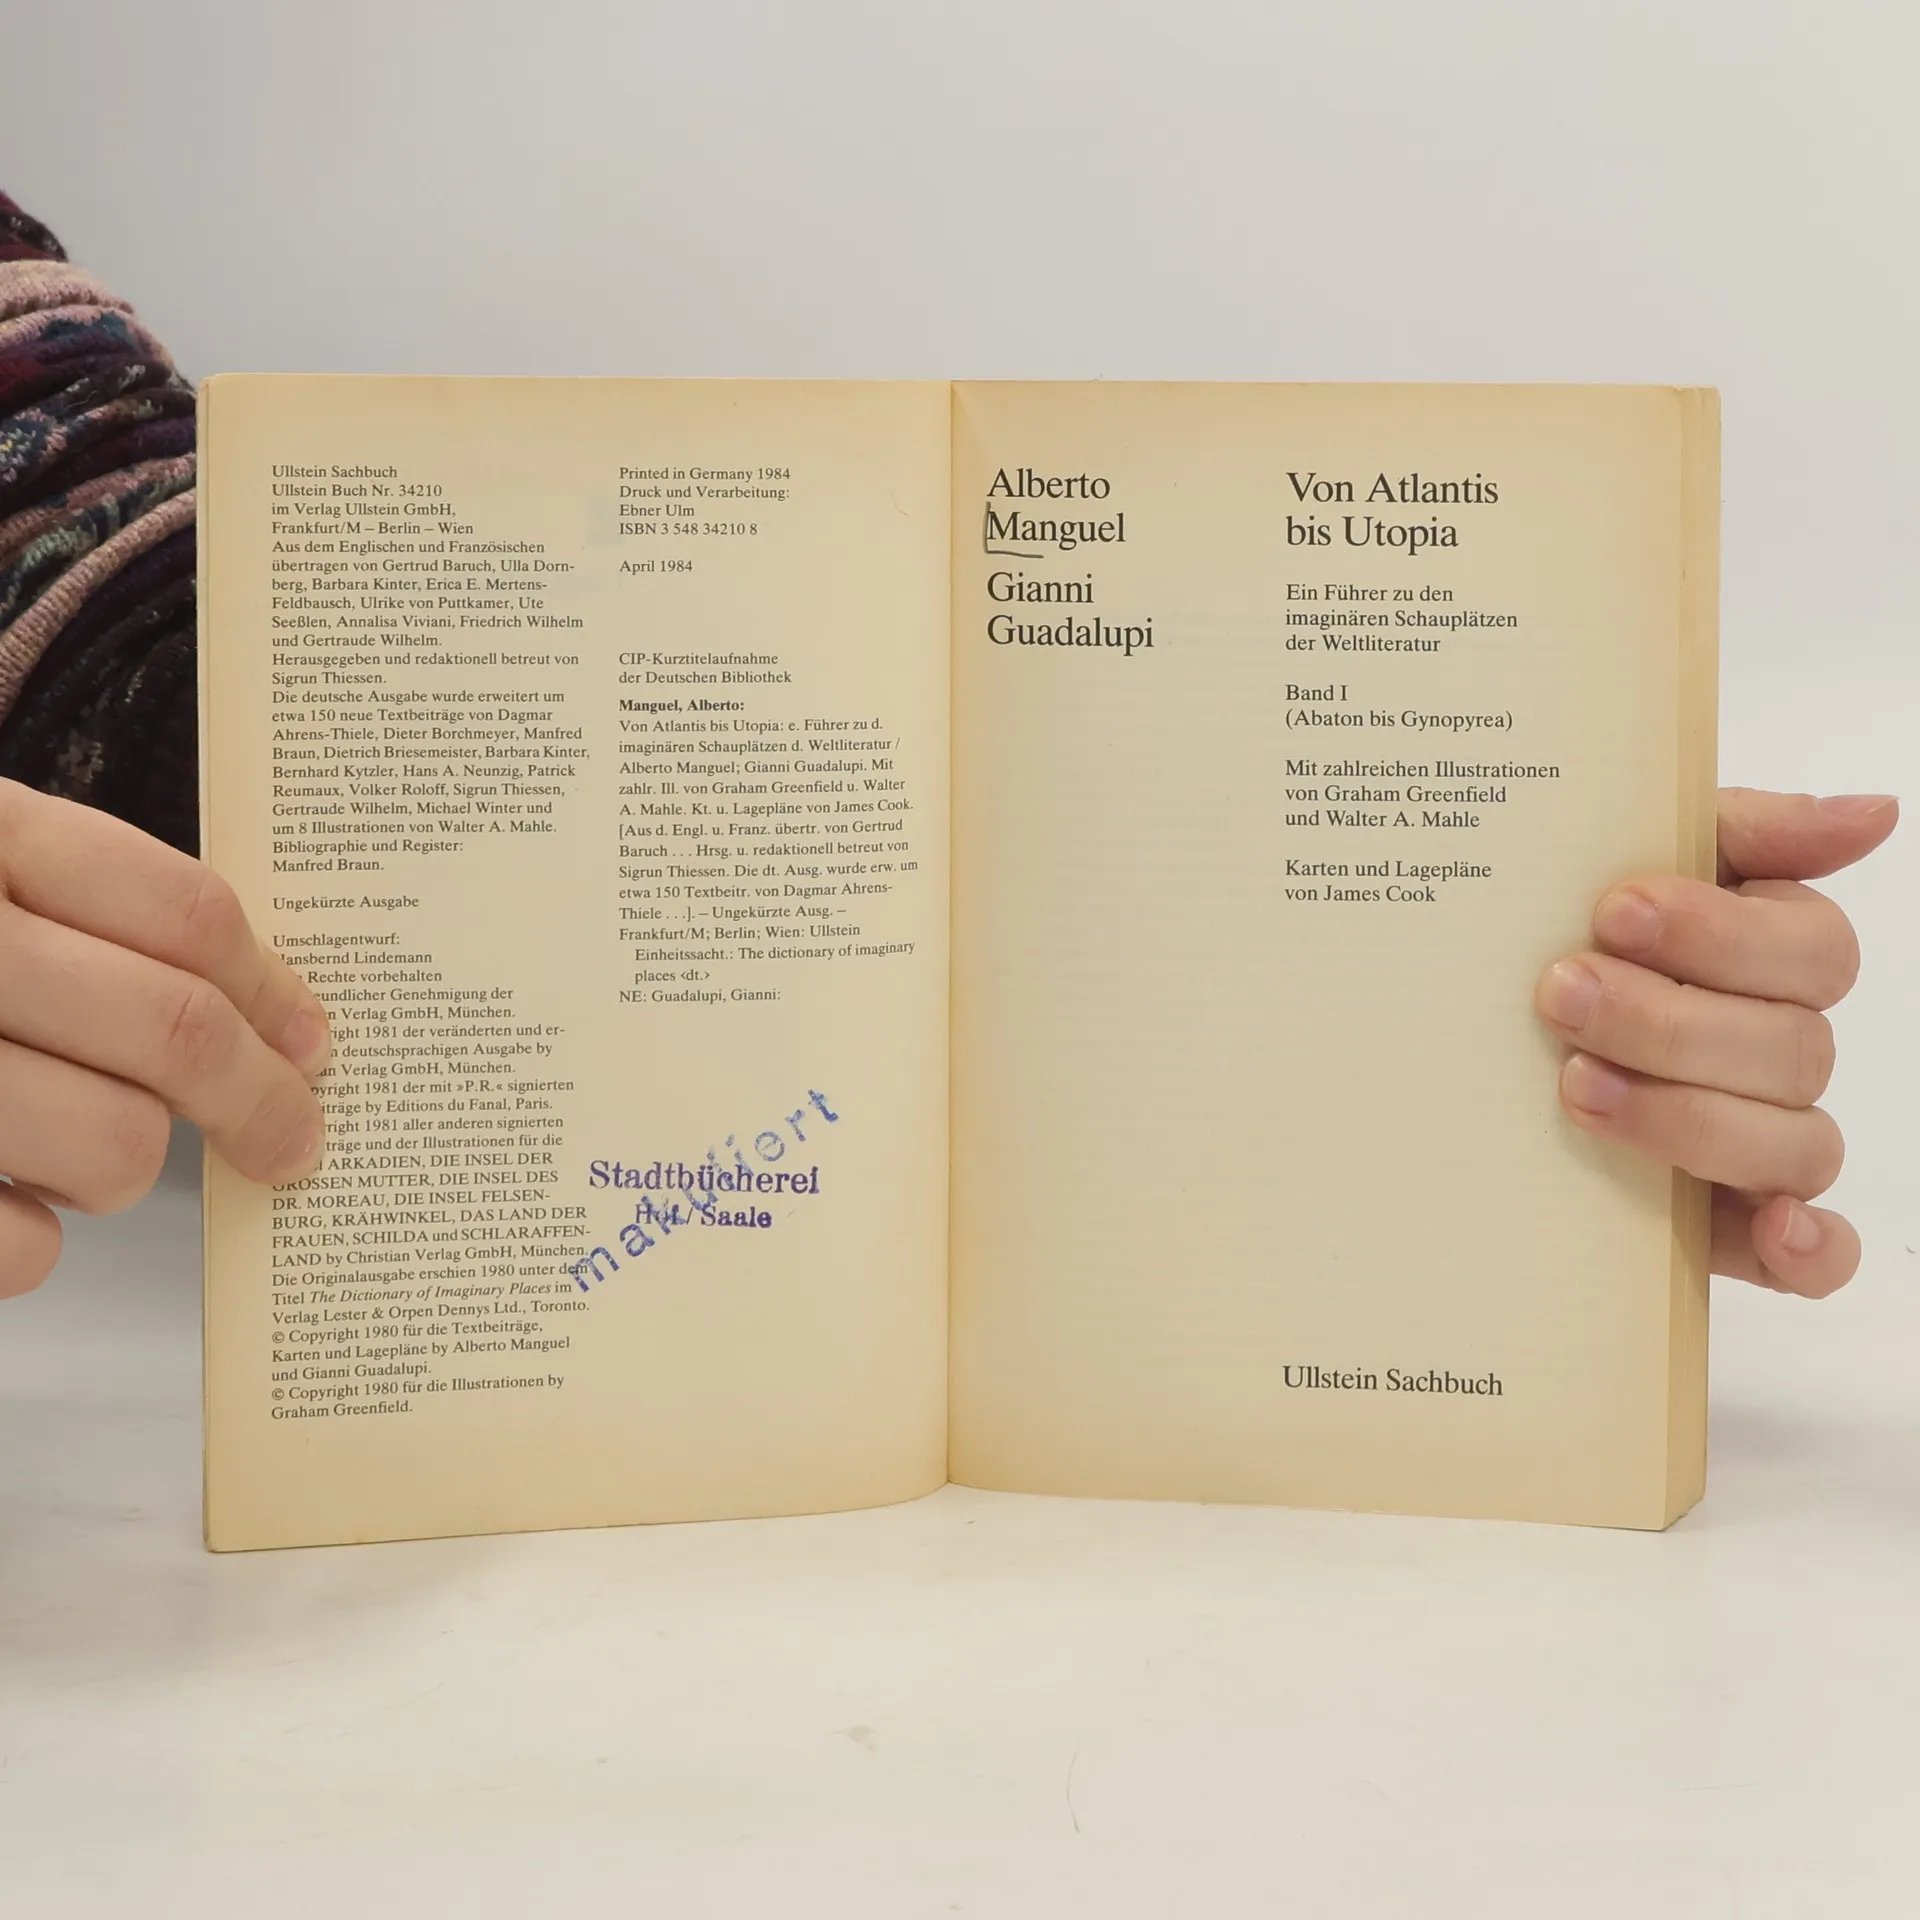 Ullstein Sachbuch
Ullstein Buch Nr. 34210
im Verlag Ullstein GmbH,
Frankfurt/M – Berlin – Wien
Aus dem Englischen und Französischen
übertragen von Gertrud Baruch, Ulla Dorn-
berg, Barbara Kinter, Erica E. Mertens-
Feldbausch, Ulrike von Puttkamer, Ute
Seeßlen, Annalisa Viviani, Friedrich Wilhelm
und Gertraude Wilhelm.
Herausgegeben und redaktionell betreut von
Sigrun Thiessen.
Die deutsche Ausgabe wurde erweitert um
etwa 150 neue Textbeiträge von Dagmar
Ahrens-Thiele, Dieter Borchmeyer, Manfred
Braun, Dietrich Briesemeister, Barbara Kinter,
Bernhard Kytzler, Hans A. Neunzig, Patrick
Reumaux, Volker Roloff, Sigrun Thiessen,
Gertraude Wilhelm, Michael Winter und
um 8 Illustrationen von Walter A. Mahle.
Bibliographie und Register:
Manfred Braun.
Ungekürzte Ausgabe
Umschlagentwurf:
ansbernd Lindemann
Rechte vorbehalten
eundlicher Genehmigung der
n Verlag GmbH, München.
ight 1981 der veränderten und er-
n deutschsprachigen Ausgabe by
an Verlag GmbH, München.
pyright 1981 der mit »P.R.« signierten
iträge by Editions du Fanal, Paris.
right 1981 aller anderen signierten
träge und der Illustrationen für die
ARKADIEN, DIE INSEL DER
GROSSEN MUTTER, DIE INSEL DES
DR. MOREAU, DIE INSEL FELSEN-
BURG, KRÄHWINKEL, DAS LAND DER
FRAUEN, SCHILDA und SCHLARAFFEN-
LAND by Christian Verlag GmbH, München.
Die Originalausgabe erschien 1980 unter dem
Titel The Dictionary of Imaginary Places im
Verlag Lester & Orpen Dennys Ltd., Toronto.
© Copyright 1980 für die Textbeiträge,
Karten und Lagepläne by Alberto Manguel
und Gianni Guadalupi.
© Copyright 1980 für die Illustrationen by
Graham Greenfield.
Printed in Germany 1984
Druck und Verarbeitung:
Ebner Ulm
ISBN 3 548 34210 8
April 1984
CIP-Kurztitelaufnahme
der Deutschen Bibliothek
Manguel, Alberto:
Von Atlantis bis Utopia: e. Führer zu d.
imaginären Schauplätzen d. Weltliteratur /
Alberto Manguel; Gianni Guadalupi. Mit
zahlr. Ill. von Graham Greenfield u. Walter
A. Mahle. Kt. u. Lagepläne von James Cook.
[Aus d. Engl. u. Franz. übertr. von Gertrud
Baruch . . . Hrsg. u. redaktionell betreut von
Sigrun Thiessen. Die dt. Ausg. wurde erw. um
etwa 150 Textbeitr. von Dagmar Ahrens-
Thiele . . .]. – Ungekürzte Ausg. –
Frankfurt/M; Berlin; Wien: Ullstein
Einheitssacht.: The dictionary of imaginary
places ‹dt.›
NE: Guadalupi, Gianni:
makuliert
Stadtbücherei
Hof / Saale
Alberto
Manguel
Gianni
Guadalupi
Von Atlantis
bis Utopia
Ein Führer zu den
imaginären Schauplätzen
der Weltliteratur
Band I
(Abaton bis Gynopyrea)
Mit zahlreichen Illustrationen
von Graham Greenfield
und Walter A. Mahle
Karten und Lagepläne
von James Cook
Ullstein Sachbuch